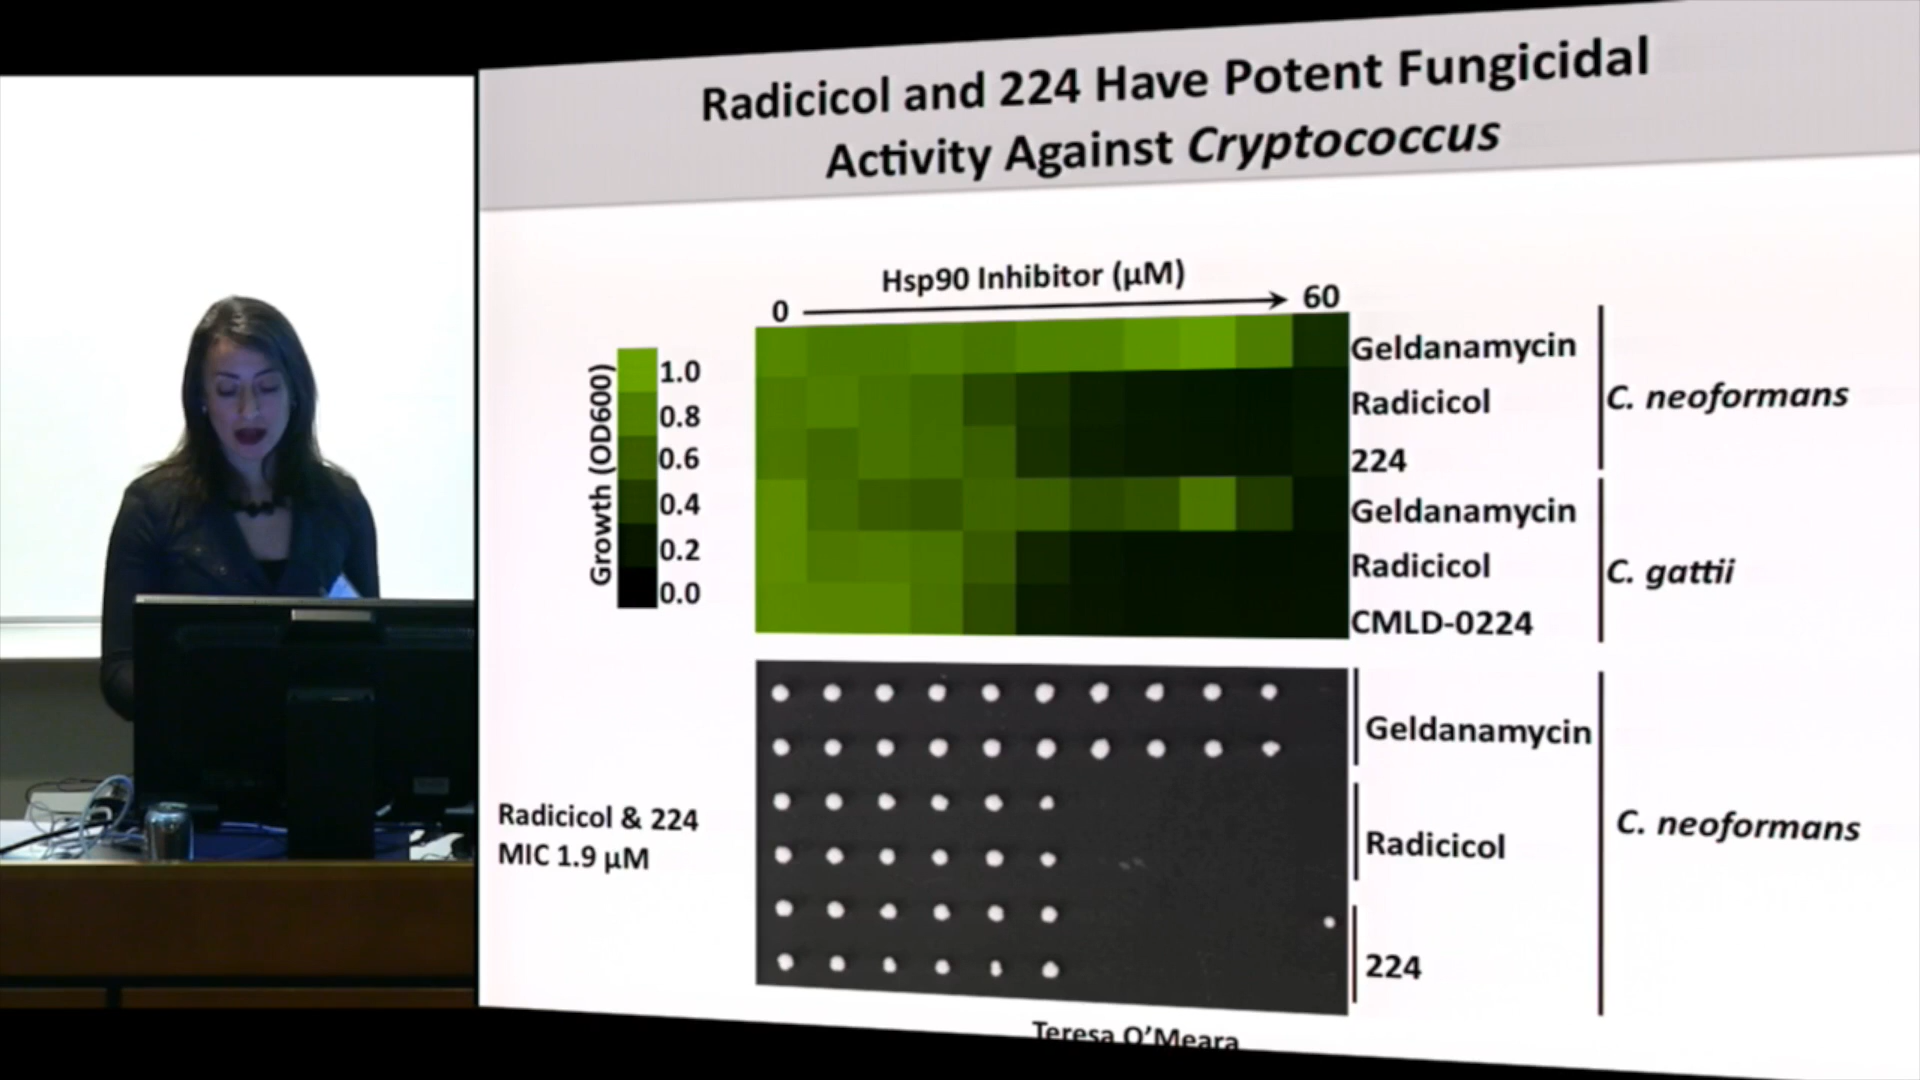 Radicicol and 224 Have Potent Fungicidal
Activity Against Cryptococcus
Hsp90 Inhibitor (µM)
0
60
Growth (OD600)
1.0
0.8
0.6
0.4
0.2
0.0
Geldanamycin
Radicicol
224
C. neoformans
Geldanamycin
Radicicol
CMLD-0224
C. gattii
Radicicol & 224
MIC 1.9 µM
Geldanamycin
Radicicol
224
C. neoformans
Teresa O'Meara